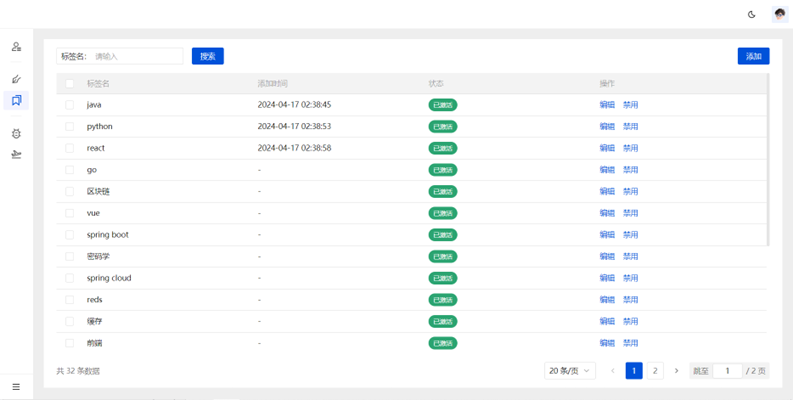 标签名: 请输入 搜索 添加
标签名 添加时间 状态 操作
java 2024-04-17 02:38:45 已激活 编辑 禁用
python 2024-04-17 02:38:53 已激活 编辑 禁用
react 2024-04-17 02:38:58 已激活 编辑 禁用
go - 已激活 编辑 禁用
区块链 - 已激活 编辑 禁用
vue - 已激活 编辑 禁用
spring boot - 已激活 编辑 禁用
密码学 - 已激活 编辑 禁用
spring cloud - 已激活 编辑 禁用
reds - 已激活 编辑 禁用
缓存 - 已激活 编辑 禁用
前端 - 已激活 编辑 禁用
共 32 条数据 20 条/页 1 2 跳至 1 / 2 页